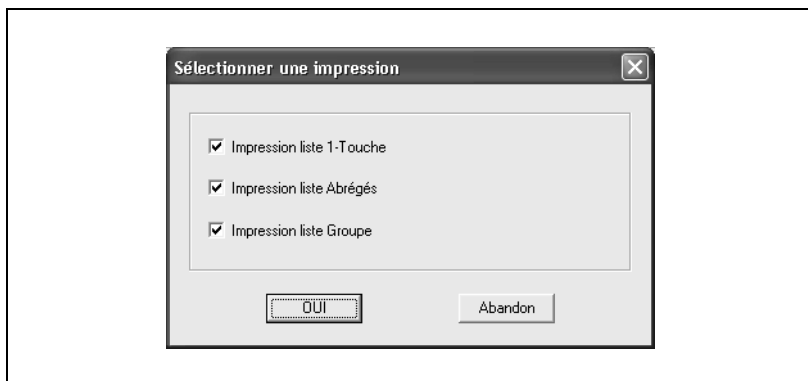 Sélectionner une impression
Impression liste 1-Touche
Impression liste Abrégés
Impression liste Groupe
OUI Abandon